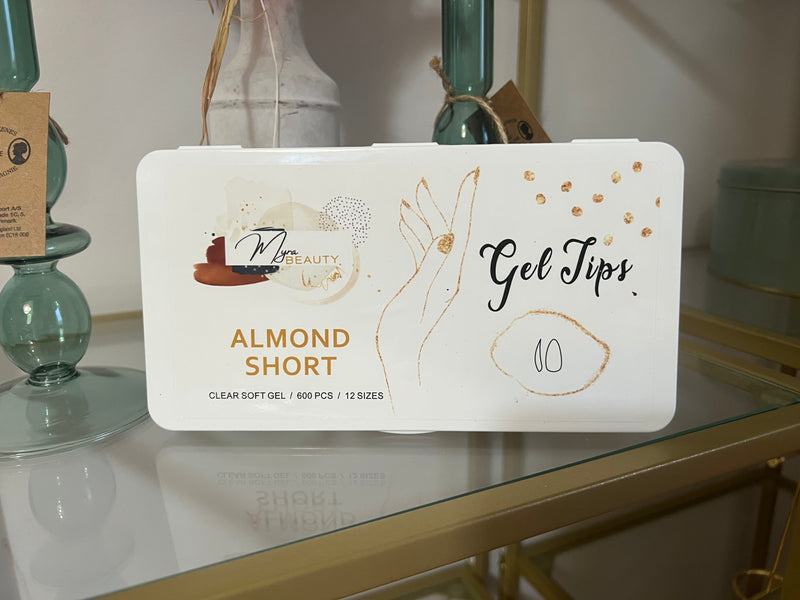 Myra
BEAUTY
ALMOND
SHORT
CLEAR SOFT GEL / 600 PCS / 12 SIZES
Gel Tips